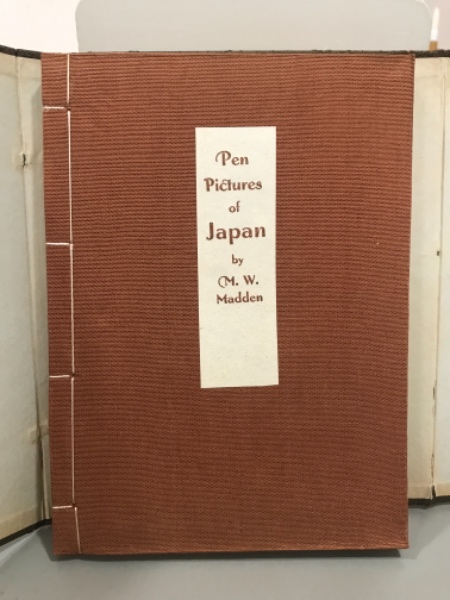 Pen
Pictures
of
Japan
by
M. W.
Madden